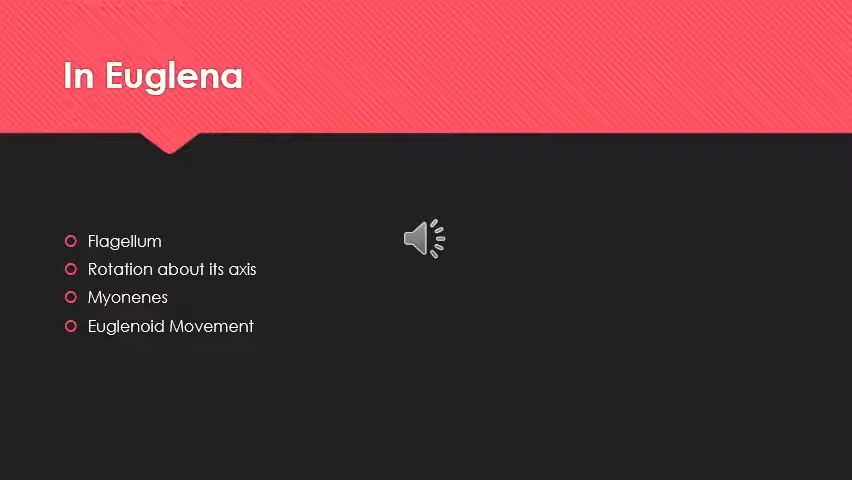 In Euglena
Flagellum
Rotation about its axis
Myonenes
Euglenoid Movement